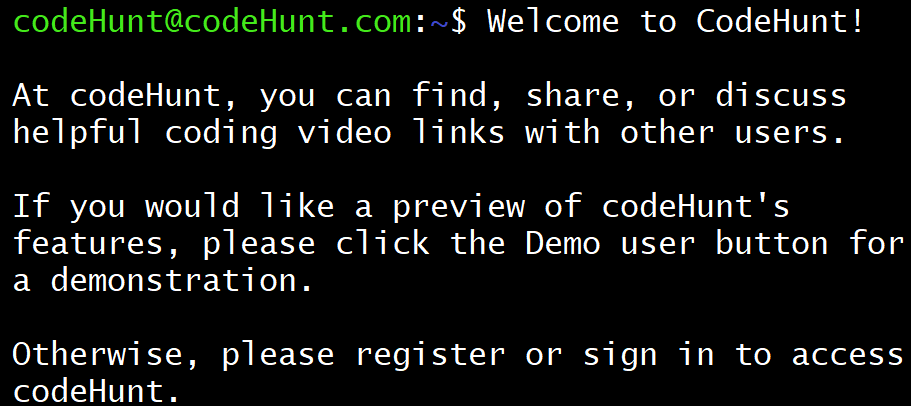 codeHunt@codeHunt.com:~$ Welcome to CodeHunt!
At codeHunt, you can find, share, or discuss
helpful coding video links with other users.
If you would like a preview of codeHunt's
features, please click the Demo user button for
a demonstration.
Otherwise, please register or sign in to access
codeHunt.